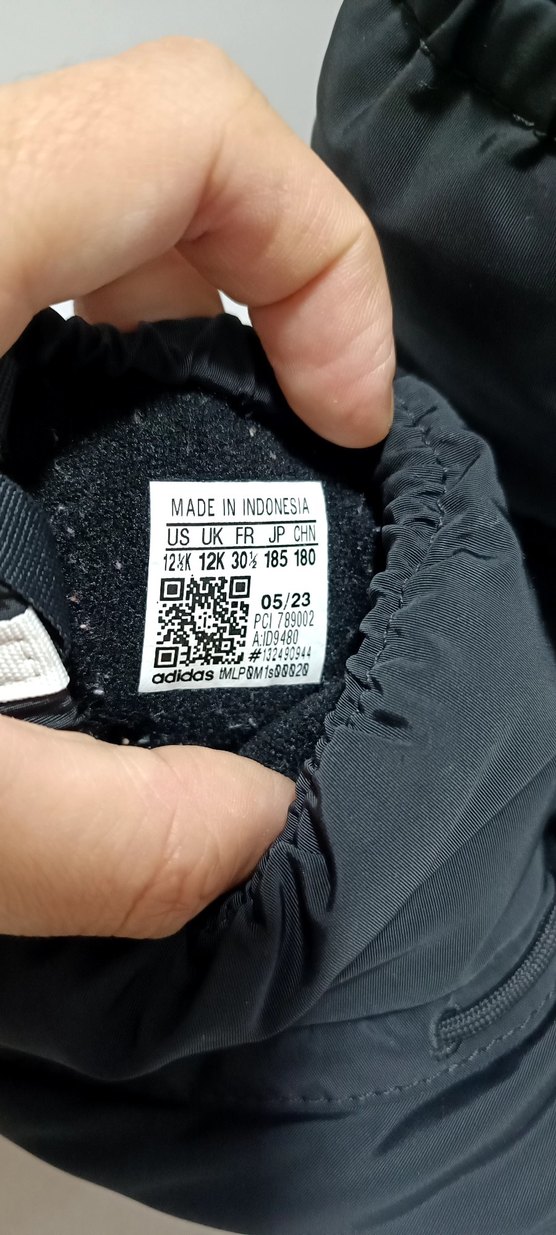 MADE IN INDONESIA
US UK FR JP CHN
12½K 12K 30½ 185 180
05/23
PCI 789002
A:ID9480
#132490944
adidas tMLP0M1s00020